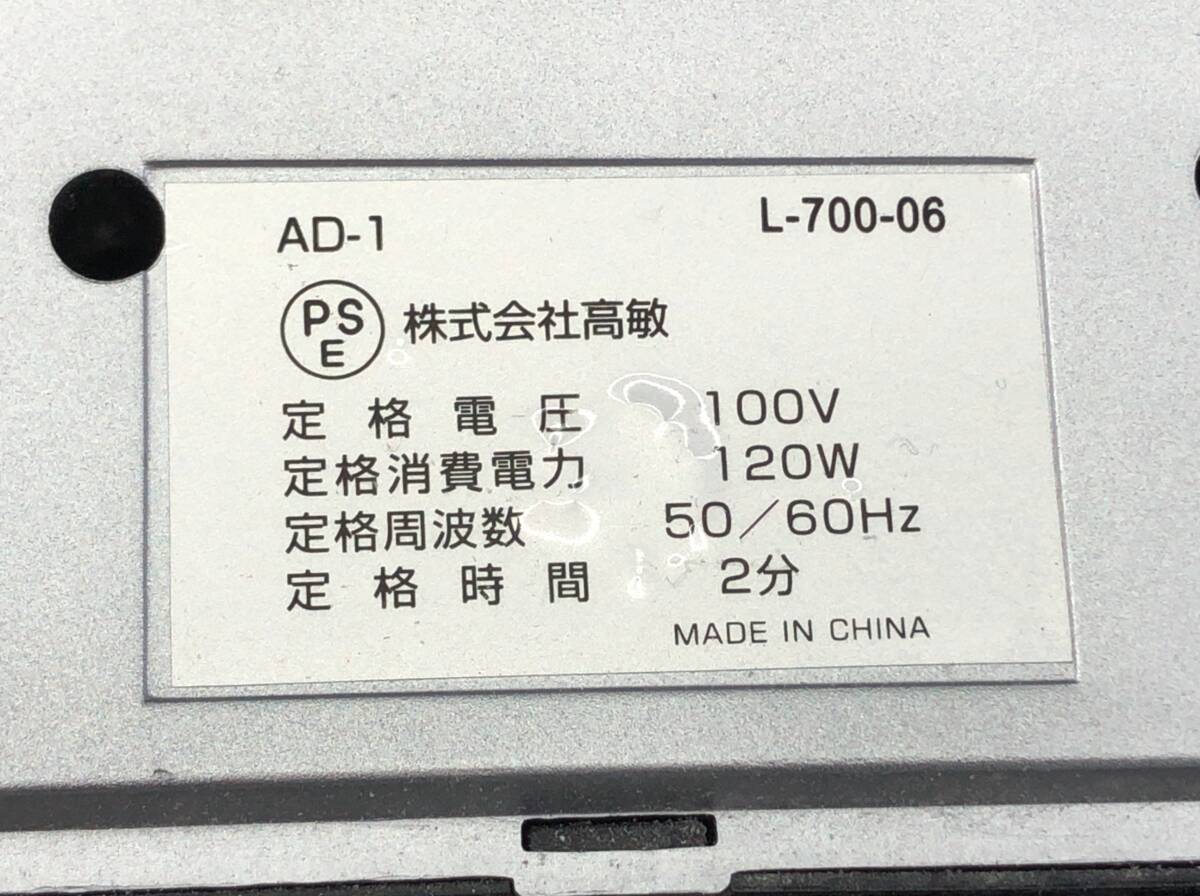 AD-1 L-700-06
PSE 株式会社高敏
定格電圧 100V
定格消費電力 120W
定格周波数 50／60Hz
定格時間 2分
MADE IN CHINA